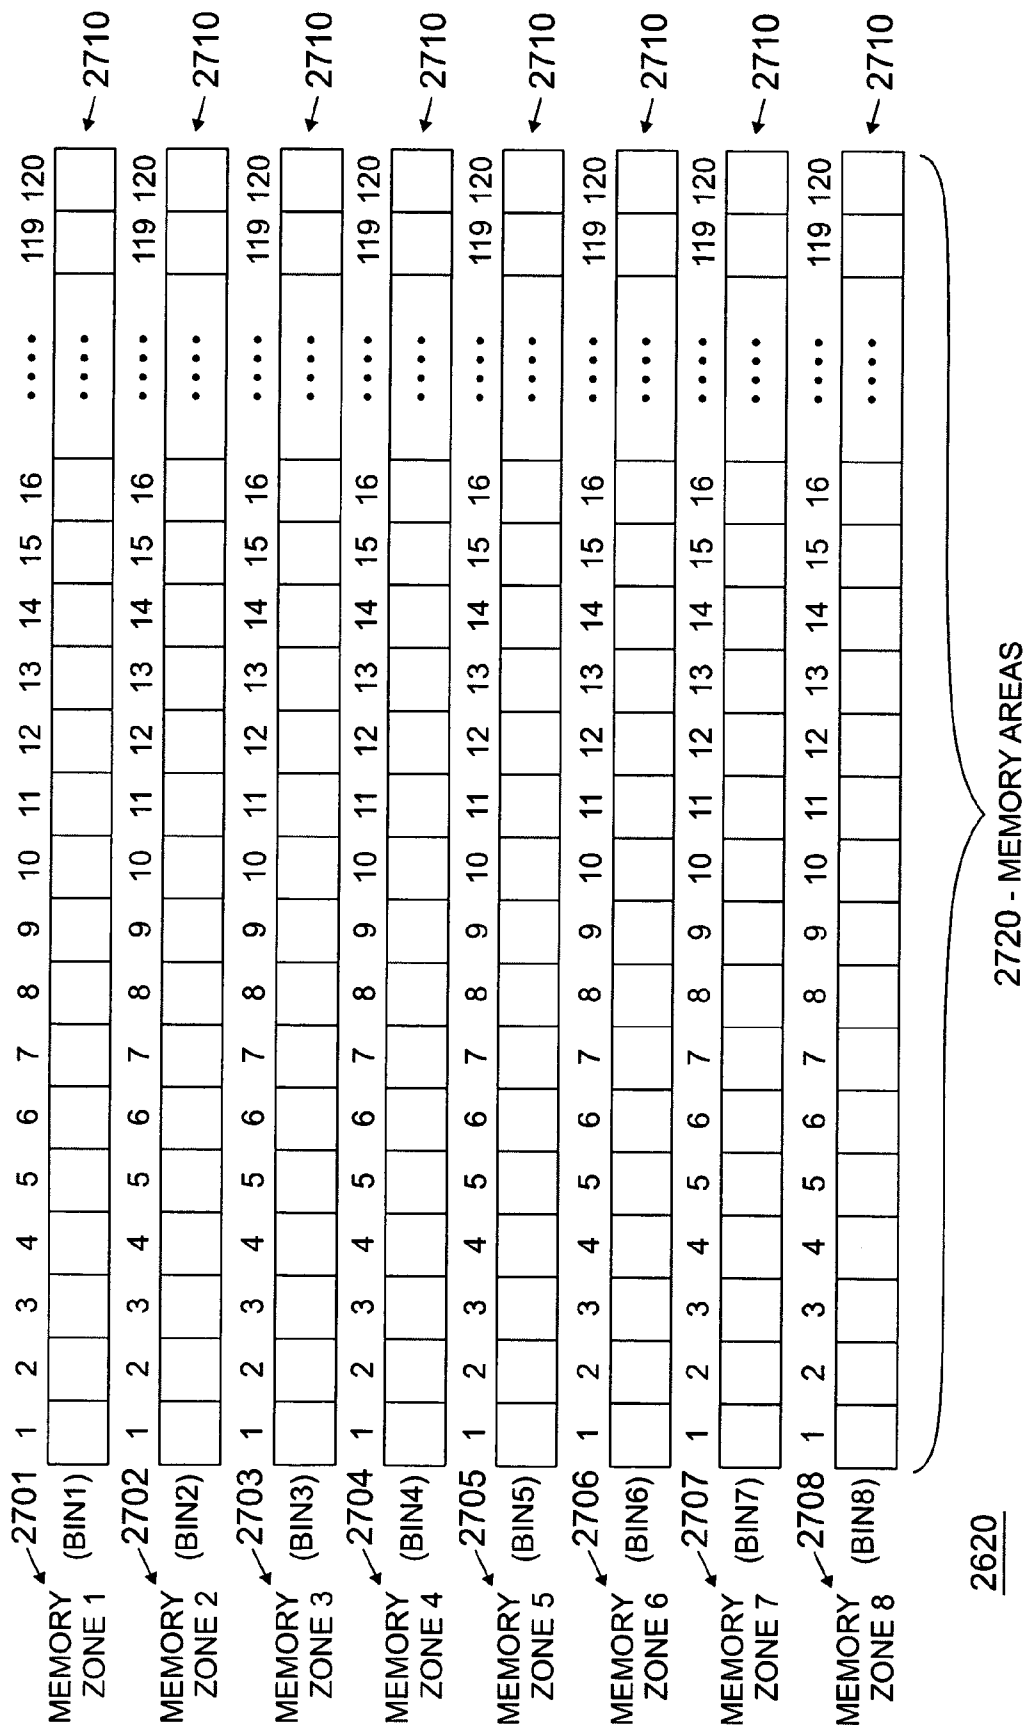 1 2 3 4 5 6 7 8 9 10 11 12 13 14 15 16 •••• 119 120
MEMORY ZONE 1
2701
(BIN1)
••••
2710
1 2 3 4 5 6 7 8 9 10 11 12 13 14 15 16 •••• 119 120
MEMORY ZONE 2
2702
(BIN2)
••••
2710
1 2 3 4 5 6 7 8 9 10 11 12 13 14 15 16 •••• 119 120
MEMORY ZONE 3
2703
(BIN3)
••••
2710
1 2 3 4 5 6 7 8 9 10 11 12 13 14 15 16 •••• 119 120
MEMORY ZONE 4
2704
(BIN4)
••••
2710
1 2 3 4 5 6 7 8 9 10 11 12 13 14 15 16 •••• 119 120
MEMORY ZONE 5
2705
(BIN5)
••••
2710
1 2 3 4 5 6 7 8 9 10 11 12 13 14 15 16 •••• 119 120
MEMORY ZONE 6
2706
(BIN6)
••••
2710
1 2 3 4 5 6 7 8 9 10 11 12 13 14 15 16 •••• 119 120
MEMORY ZONE 7
2707
(BIN7)
••••
2710
1 2 3 4 5 6 7 8 9 10 11 12 13 14 15 16 •••• 119 120
MEMORY ZONE 8
2708
(BIN8)
••••
2710
2620
2720 - MEMORY AREAS